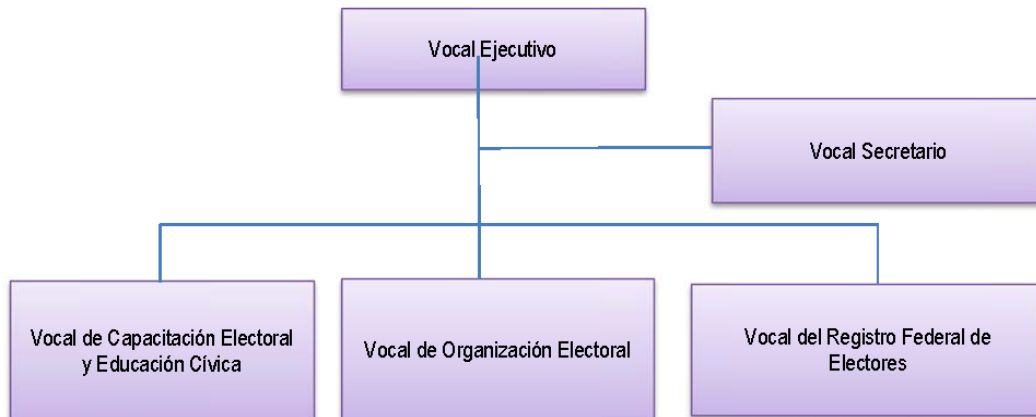 Vocal Ejecutivo
Vocal Secretario
Vocal de Capacitación Electoral
y Educación Cívica
Vocal de Organización Electoral
Vocal del Registro Federal de
Electores